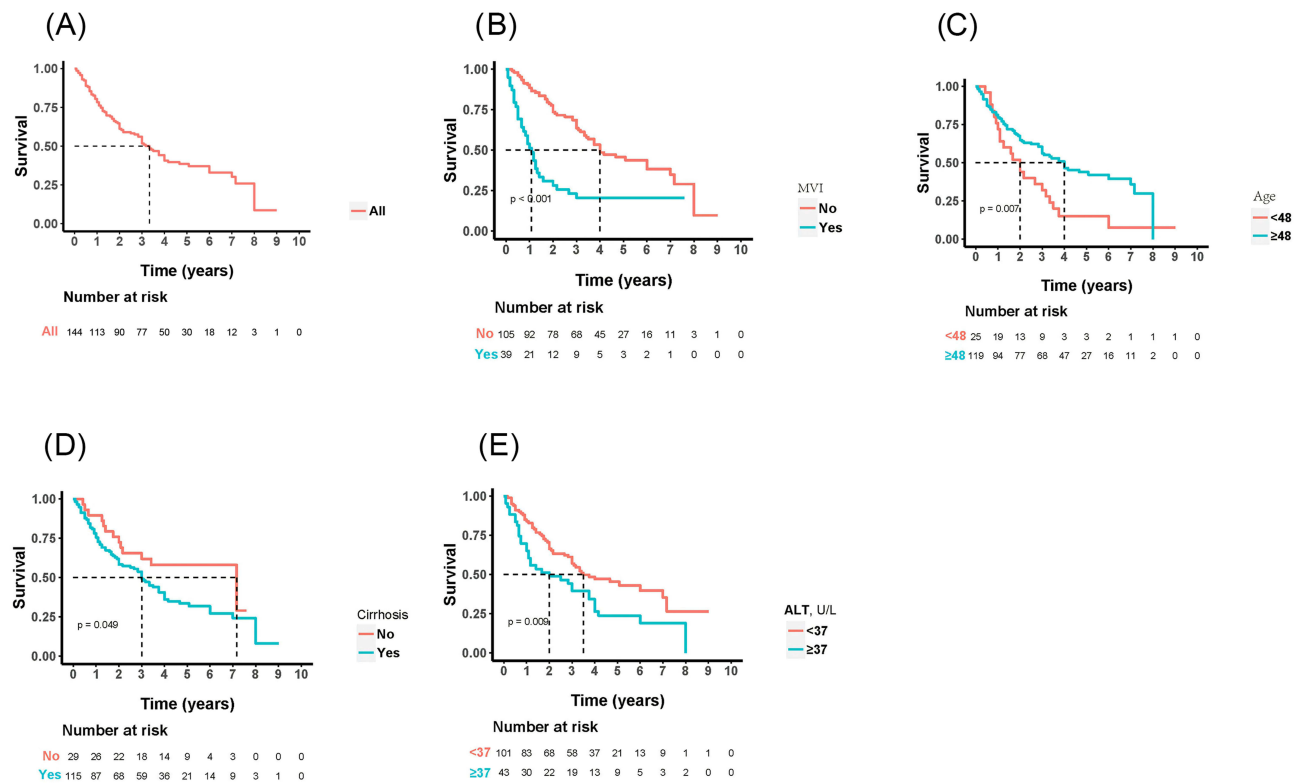 (A)
1.00
0.75
0.50
0.25
0.00
Survival
0 1 2 3 4 5 6 7 8 9 10
Time (years)
All
Number at risk
All 144 113 90 77 50 30 18 12 3 1 0
(B)
1.00
0.75
0.50
0.25
0.00
Survival
p < 0.001
0 1 2 3 4 5 6 7 8 9 10
Time (years)
MVI
No
Yes
Number at risk
No 105 92 78 68 45 27 16 11 3 1 0
Yes 39 21 12 9 5 3 2 1 0 0 0
(C)
1.00
0.75
0.50
0.25
0.00
Survival
p = 0.007
0 1 2 3 4 5 6 7 8 9 10
Time (years)
Age
<48
≥48
Number at risk
<48 25 19 13 9 3 3 2 1 1 1 0
≥48 119 94 77 68 47 27 16 11 2 0 0
(D)
1.00
0.75
0.50
0.25
0.00
Survival
p = 0.049
0 1 2 3 4 5 6 7 8 9 10
Time (years)
Cirrhosis
No
Yes
Number at risk
No 29 26 22 18 14 9 4 3 0 0 0
Yes 115 87 68 59 36 21 14 9 3 1 0
(E)
1.00
0.75
0.50
0.25
0.00
Survival
p = 0.009
0 1 2 3 4 5 6 7 8 9 10
Time (years)
ALT, U/L
<37
≥37
Number at risk
<37 101 83 68 58 37 21 13 9 1 1 0
≥37 43 30 22 19 13 9 5 3 2 0 0